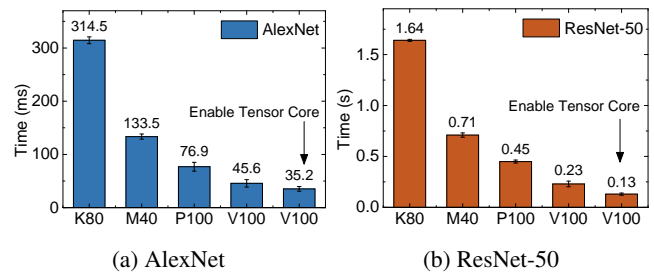 314.5
AlexNet
300
Time (ms)
200
Enable Tensor Core
133.5
100
76.9
45.6
35.2
0
K80 M40 P100 V100 V100
(a) AlexNet
1.64
ResNet-50
1.5
Time (s)
1.0
Enable Tensor Core
0.71
0.5
0.45
0.23
0.13
0.0
K80 M40 P100 V100 V100
(b) ResNet-50